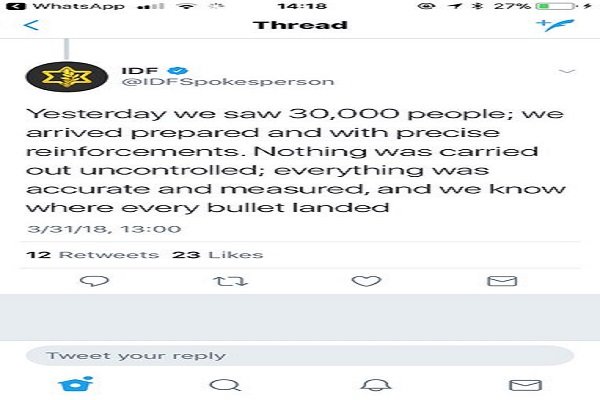 WhatsApp 14:18 27%
Thread
IDF
@IDFSpokesperson
Yesterday we saw 30,000 people; we
arrived prepared and with precise
reinforcements. Nothing was carried
out uncontrolled; everything was
accurate and measured, and we know
where every bullet landed
3/31/18, 13:00
12 Retweets 23 Likes
Tweet your reply